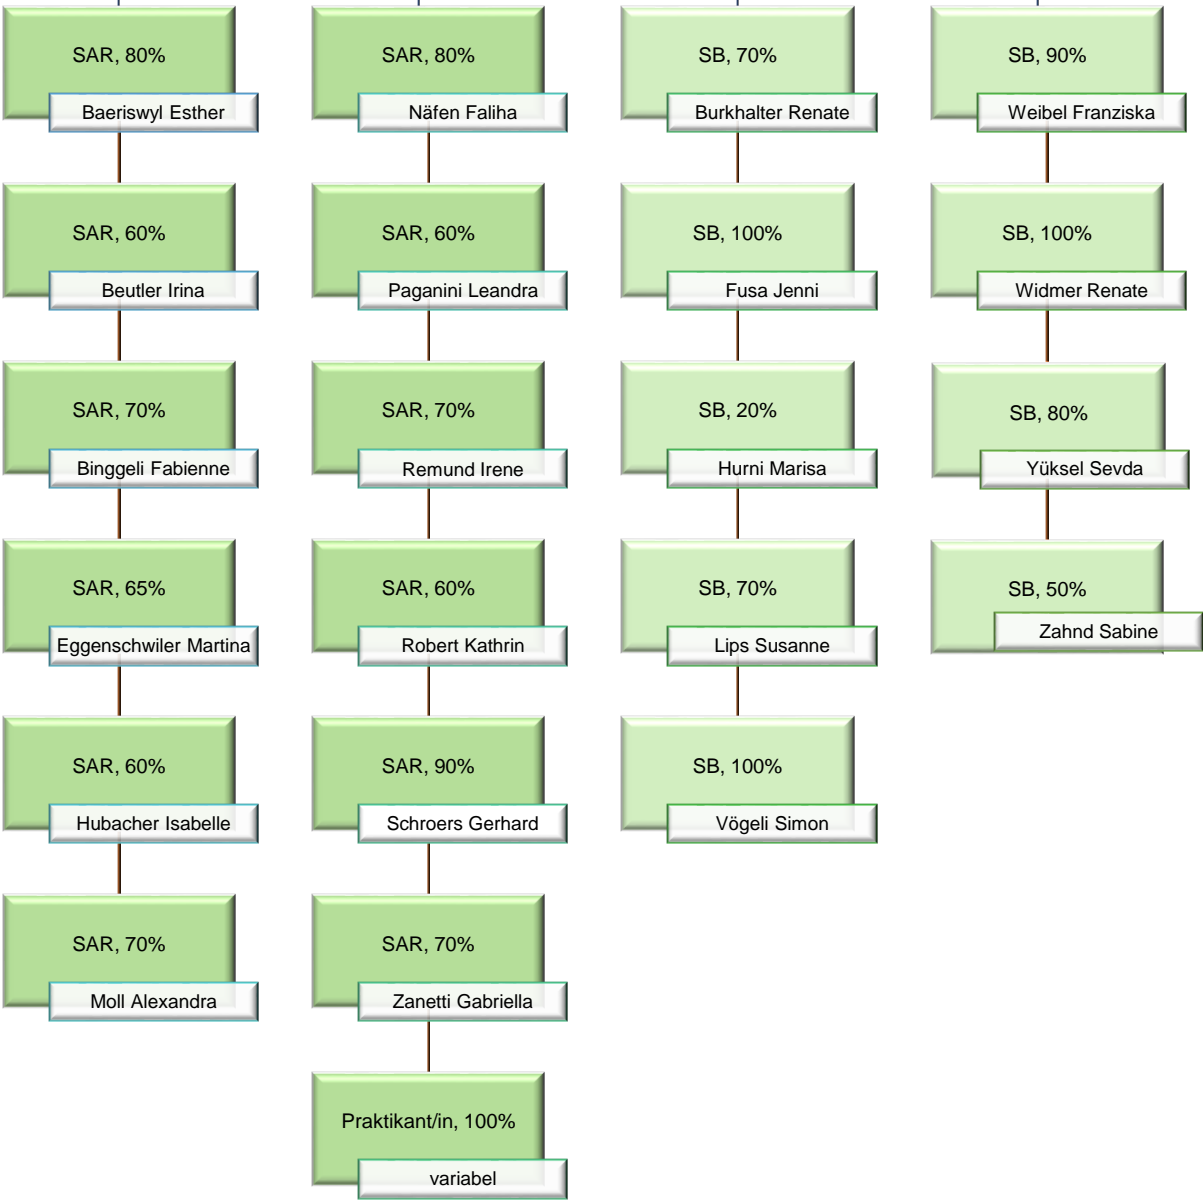 SAR, 80%
Baeriswyl Esther
SAR, 60%
Beutler Irina
SAR, 70%
Binggeli Fabienne
SAR, 65%
Eggenschwiler Martina
SAR, 60%
Hubacher Isabelle
SAR, 70%
Moll Alexandra
SAR, 80%
Näfen Faliha
SAR, 60%
Paganini Leandra
SAR, 70%
Remund Irene
SAR, 60%
Robert Kathrin
SAR, 90%
Schroers Gerhard
SAR, 70%
Zanetti Gabriella
Praktikant/in, 100%
variabel
SB, 70%
Burkhalter Renate
SB, 100%
Fusa Jenni
SB, 20%
Hurni Marisa
SB, 70%
Lips Susanne
SB, 100%
Vögeli Simon
SB, 90%
Weibel Franziska
SB, 100%
Widmer Renate
SB, 80%
Yüksel Sevda
SB, 50%
Zahnd Sabine